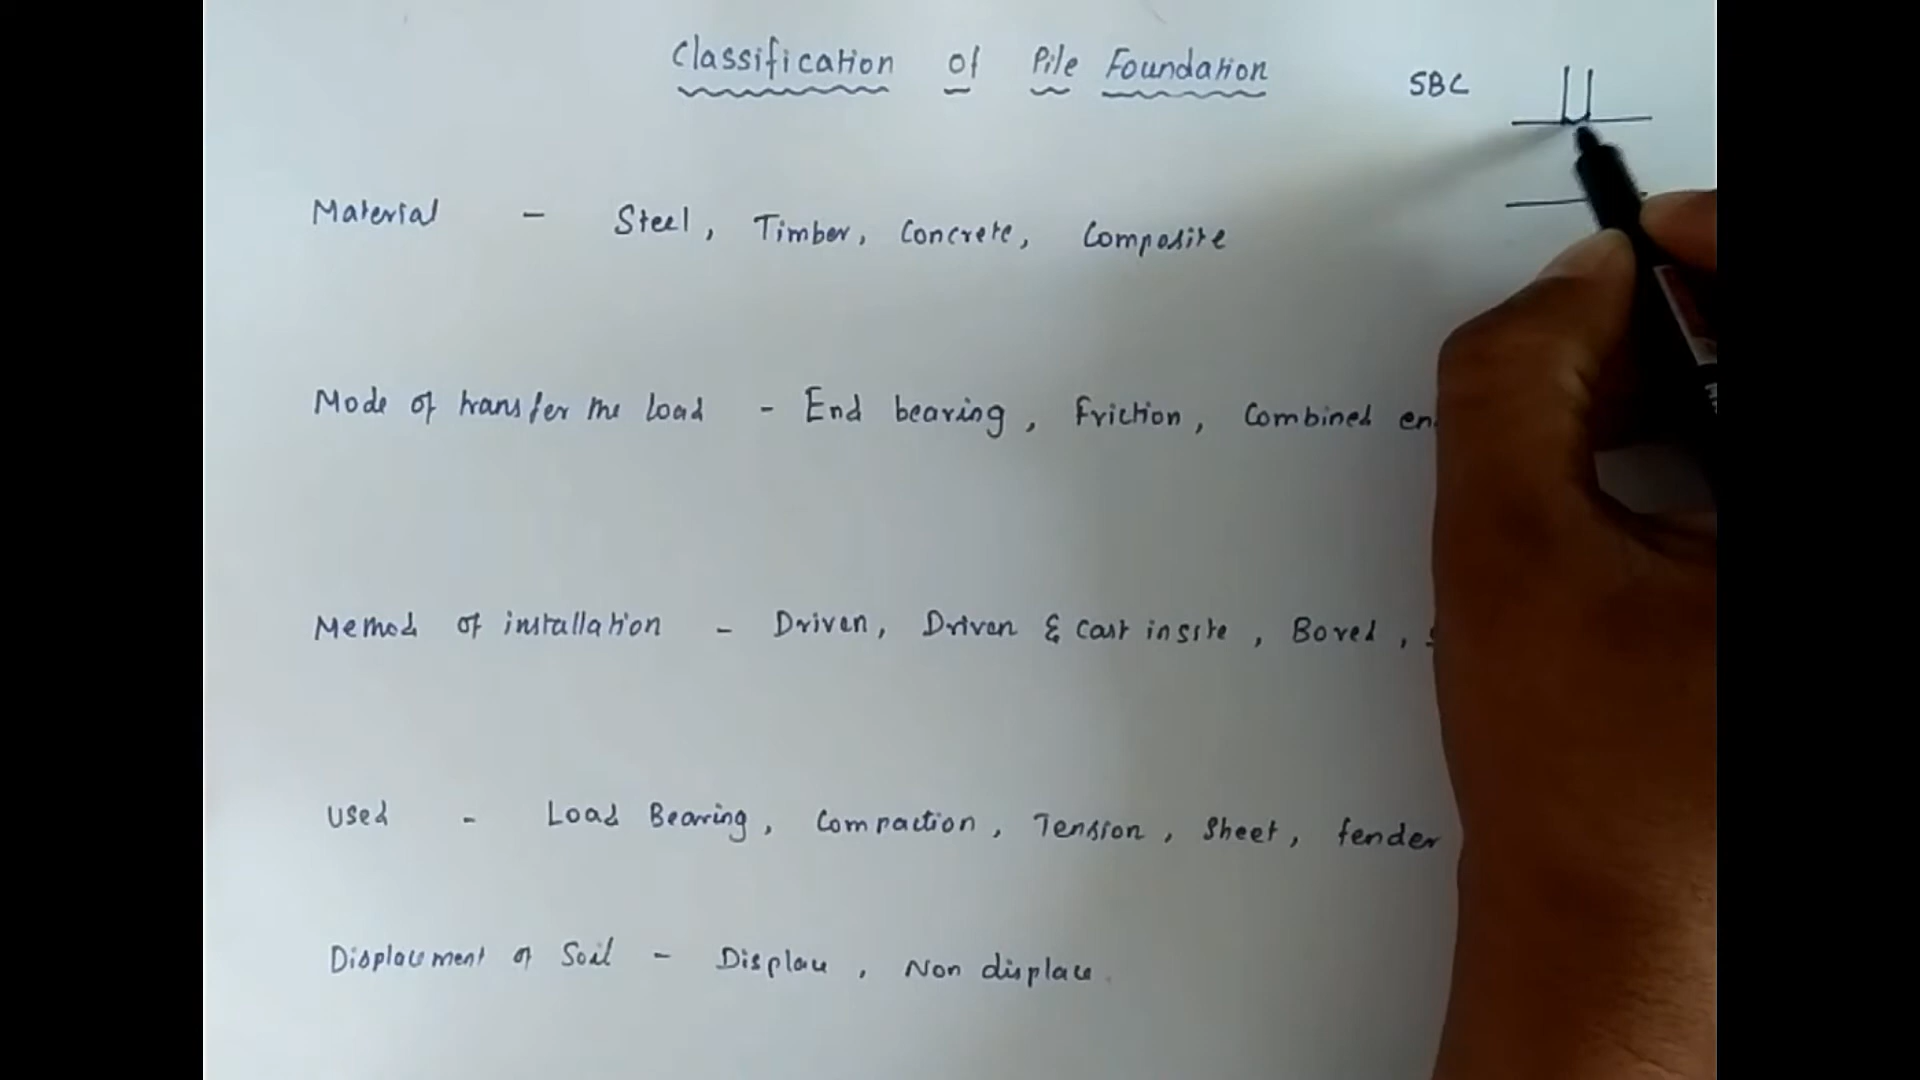 Classification of Pile Foundation
SBC
Material - Steel, Timber, Concrete, Composite
Mode of transfer the load - End bearing, Friction, Combined en
Method of installation - Driven, Driven & Cast insite, Bored,
Used - Load Bearing, Compaction, Tension, Sheet, fender
Displacement of Soil - Displace, Non displace